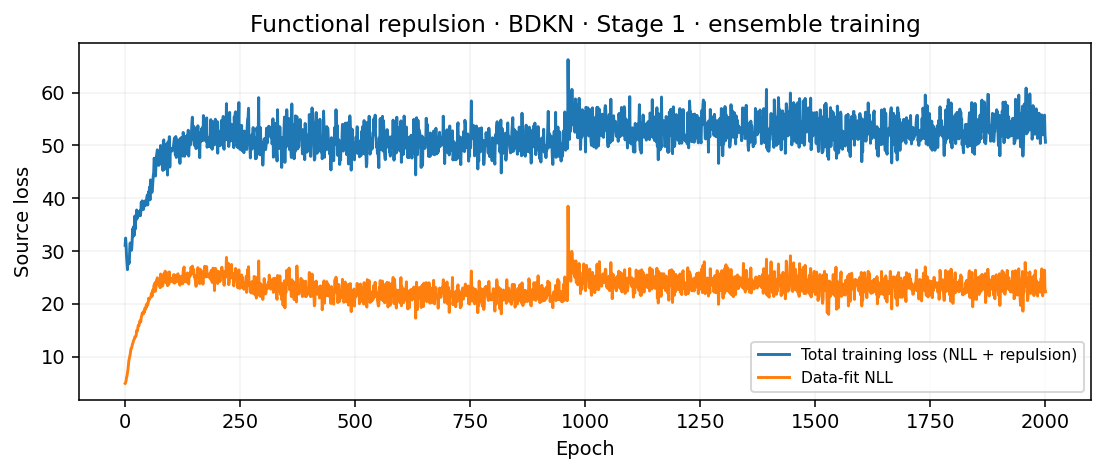 Functional repulsion · BDKN · Stage 1 · ensemble training
Source loss
60
50
40
30
20
10
Total training loss (NLL + repulsion)
Data-fit NLL
0 250 500 750 1000 1250 1500 1750 2000
Epoch